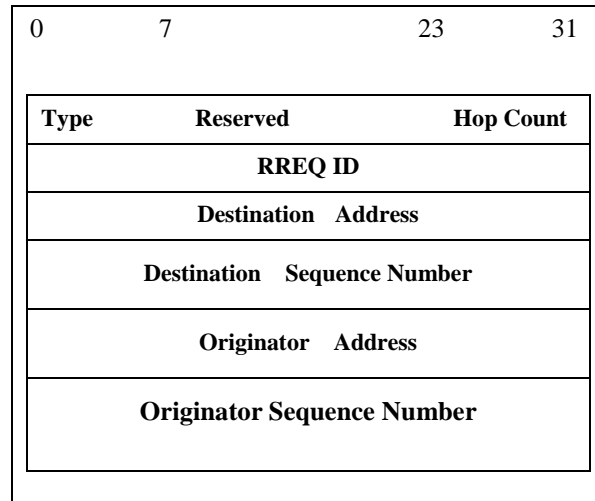 0 7 23 31
Type Reserved Hop Count
RREQ ID
Destination Address
Destination Sequence Number
Originator Address
Originator Sequence Number